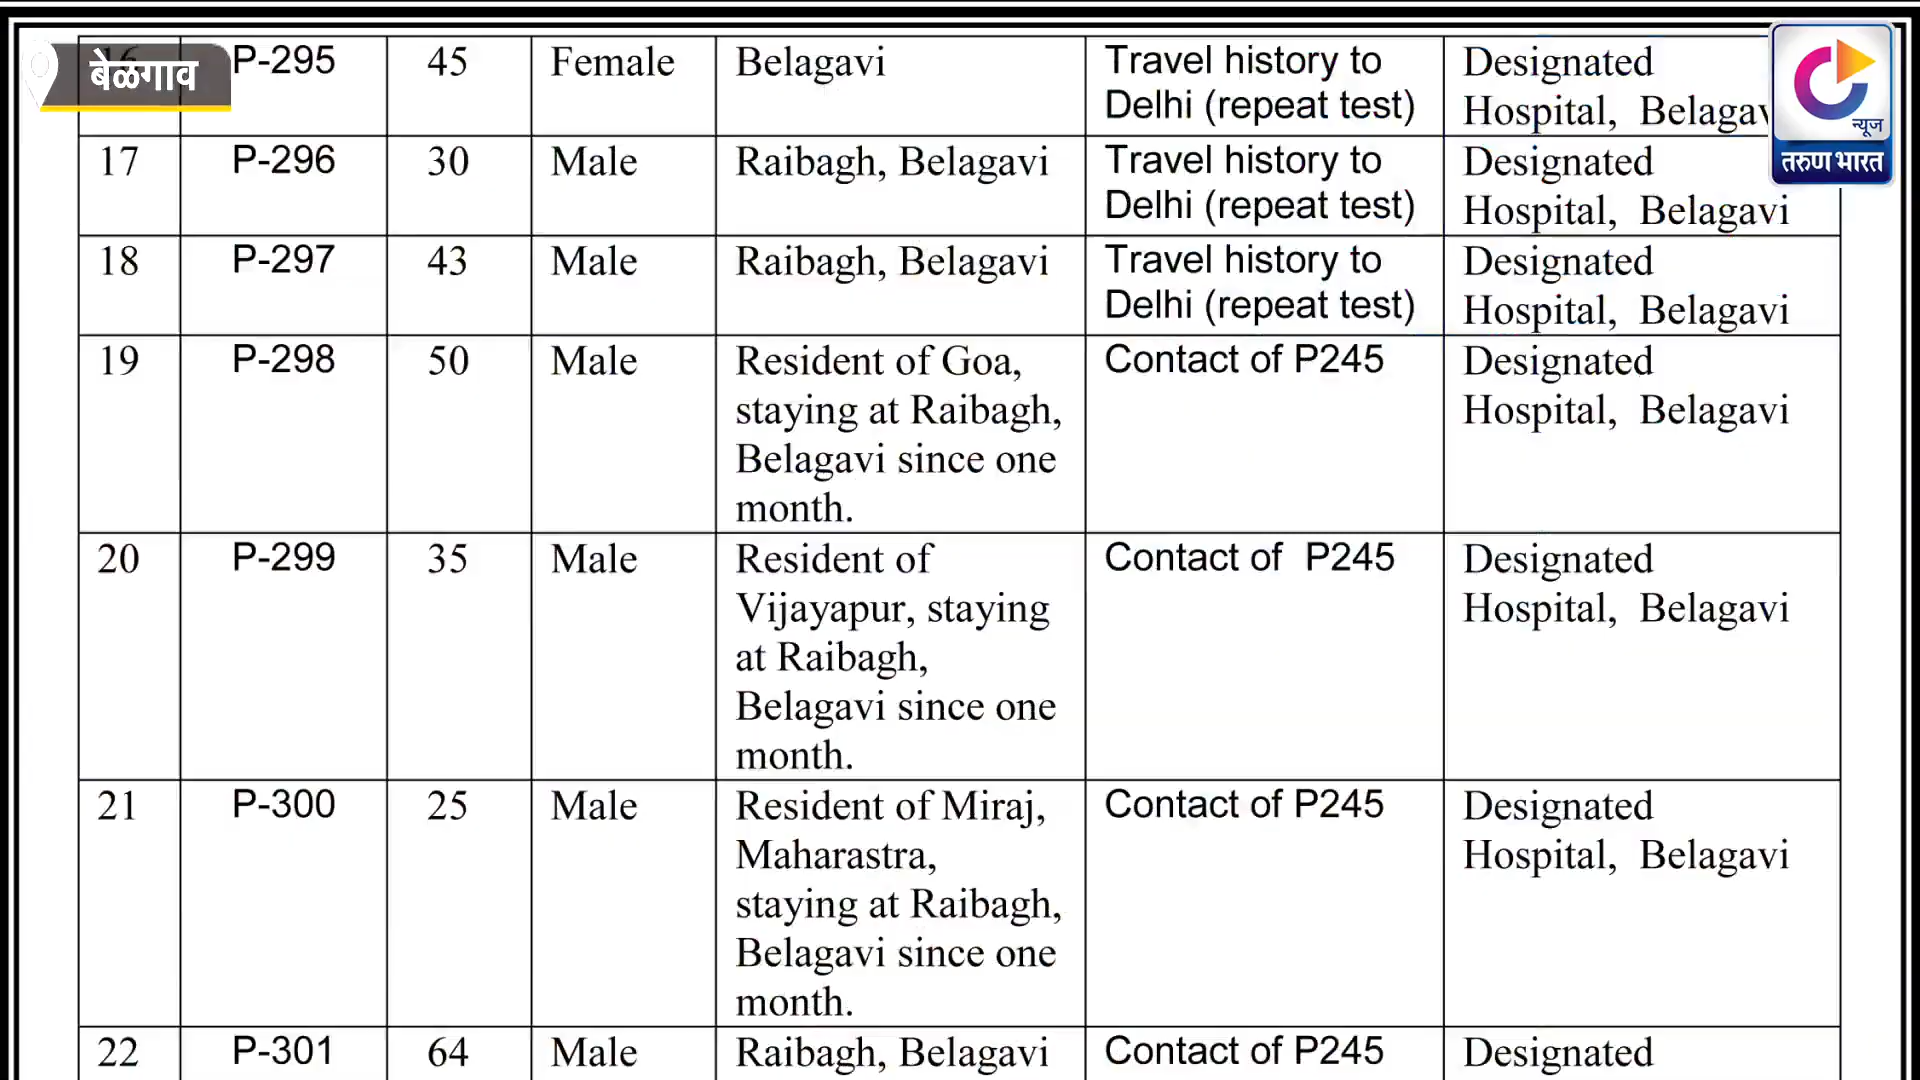 बेळगाव
16 P-295 45 Female Belagavi Travel history to Designated
Delhi (repeat test) Hospital, Belagav
17 P-296 30 Male Raibagh, Belagavi Travel history to Designated
Delhi (repeat test) Hospital, Belagavi
18 P-297 43 Male Raibagh, Belagavi Travel history to Designated
Delhi (repeat test) Hospital, Belagavi
19 P-298 50 Male Resident of Goa, Contact of P245 Designated
staying at Raibagh, Hospital, Belagavi
Belagavi since one
month.
20 P-299 35 Male Resident of Contact of P245 Designated
Vijayapur, staying Hospital, Belagavi
at Raibagh,
Belagavi since one
month.
21 P-300 25 Male Resident of Miraj, Contact of P245 Designated
Maharastra, Hospital, Belagavi
staying at Raibagh,
Belagavi since one
month.
22 P-301 64 Male Raibagh, Belagavi Contact of P245 Designated
न्यूज
तरुण भारत